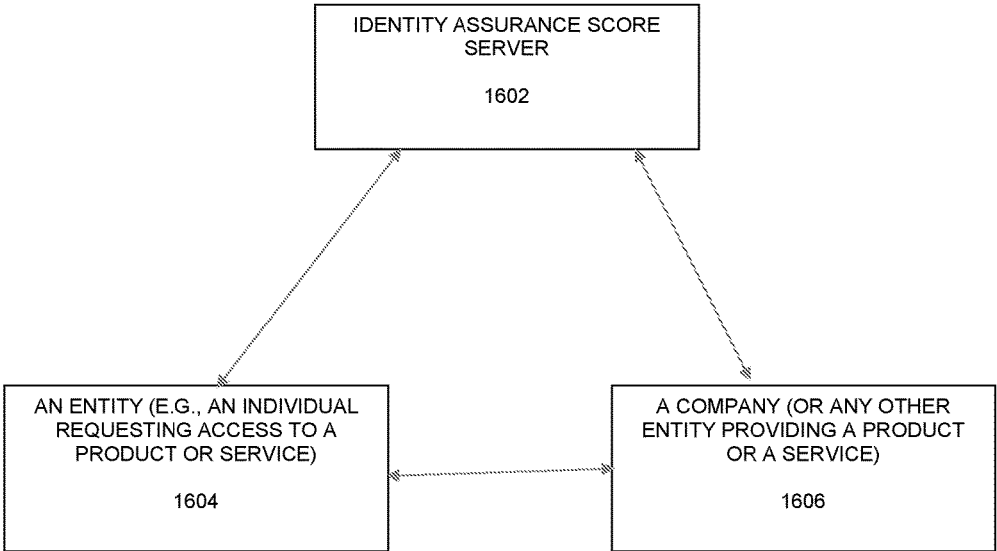 IDENTITY ASSURANCE SCORE
SERVER
1602
AN ENTITY (E.G., AN INDIVIDUAL
REQUESTING ACCESS TO A
PRODUCT OR SERVICE)
1604
A COMPANY (OR ANY OTHER
ENTITY PROVIDING A PRODUCT
OR A SERVICE)
1606